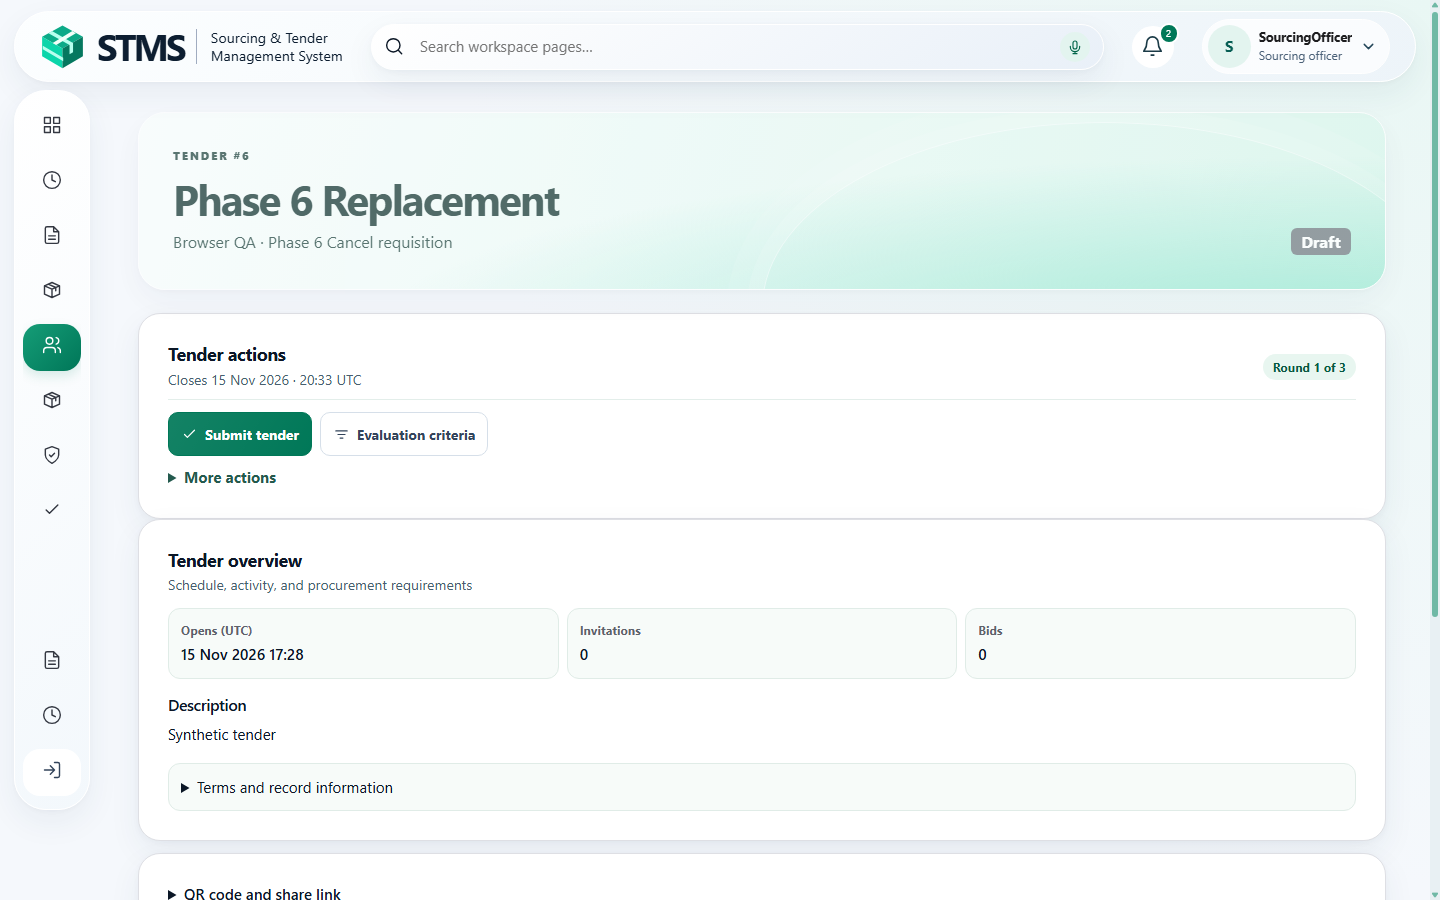 STMS
Sourcing & Tender
Management System
Search workspace pages...
2
S
SourcingOfficer
Sourcing officer
TENDER #6
Phase 6 Replacement
Browser QA · Phase 6 Cancel requisition
Draft
Tender actions
Closes 15 Nov 2026 · 20:33 UTC
Round 1 of 3
Submit tender
Evaluation criteria
More actions
Tender overview
Schedule, activity, and procurement requirements
Opens (UTC)
15 Nov 2026 17:28
Invitations
0
Bids
0
Description
Synthetic tender
Terms and record information
QR code and share link